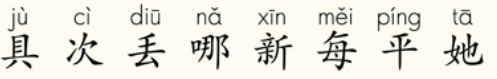 jù cì diū nǎ xīn měi píng tā
具 次 丢 哪 新 每 平 她